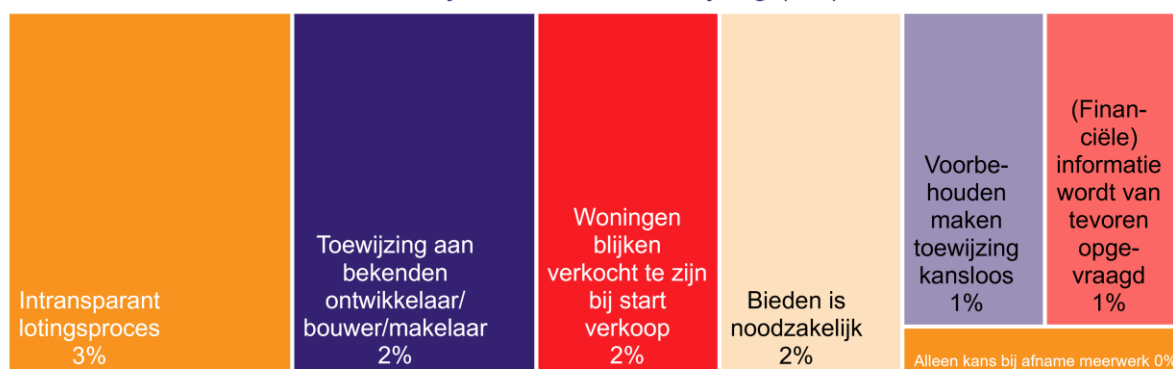 Intransparant
lotingsproces
3%
Toewijzing aan
bekenden
ontwikkelaar/
bouwer/makelaar
2%
Woningen
blijken
verkocht te zijn
bij start
verkoop
2%
Bieden is
noodzakelijk
2%
Voorbe-
houden
maken
toewijzing
kansloos
1%
(Finan-
ciële)
informatie
wordt van
tevoren
opge-
vraagd
1%
Alleen kans bij afname meerwerk 0%